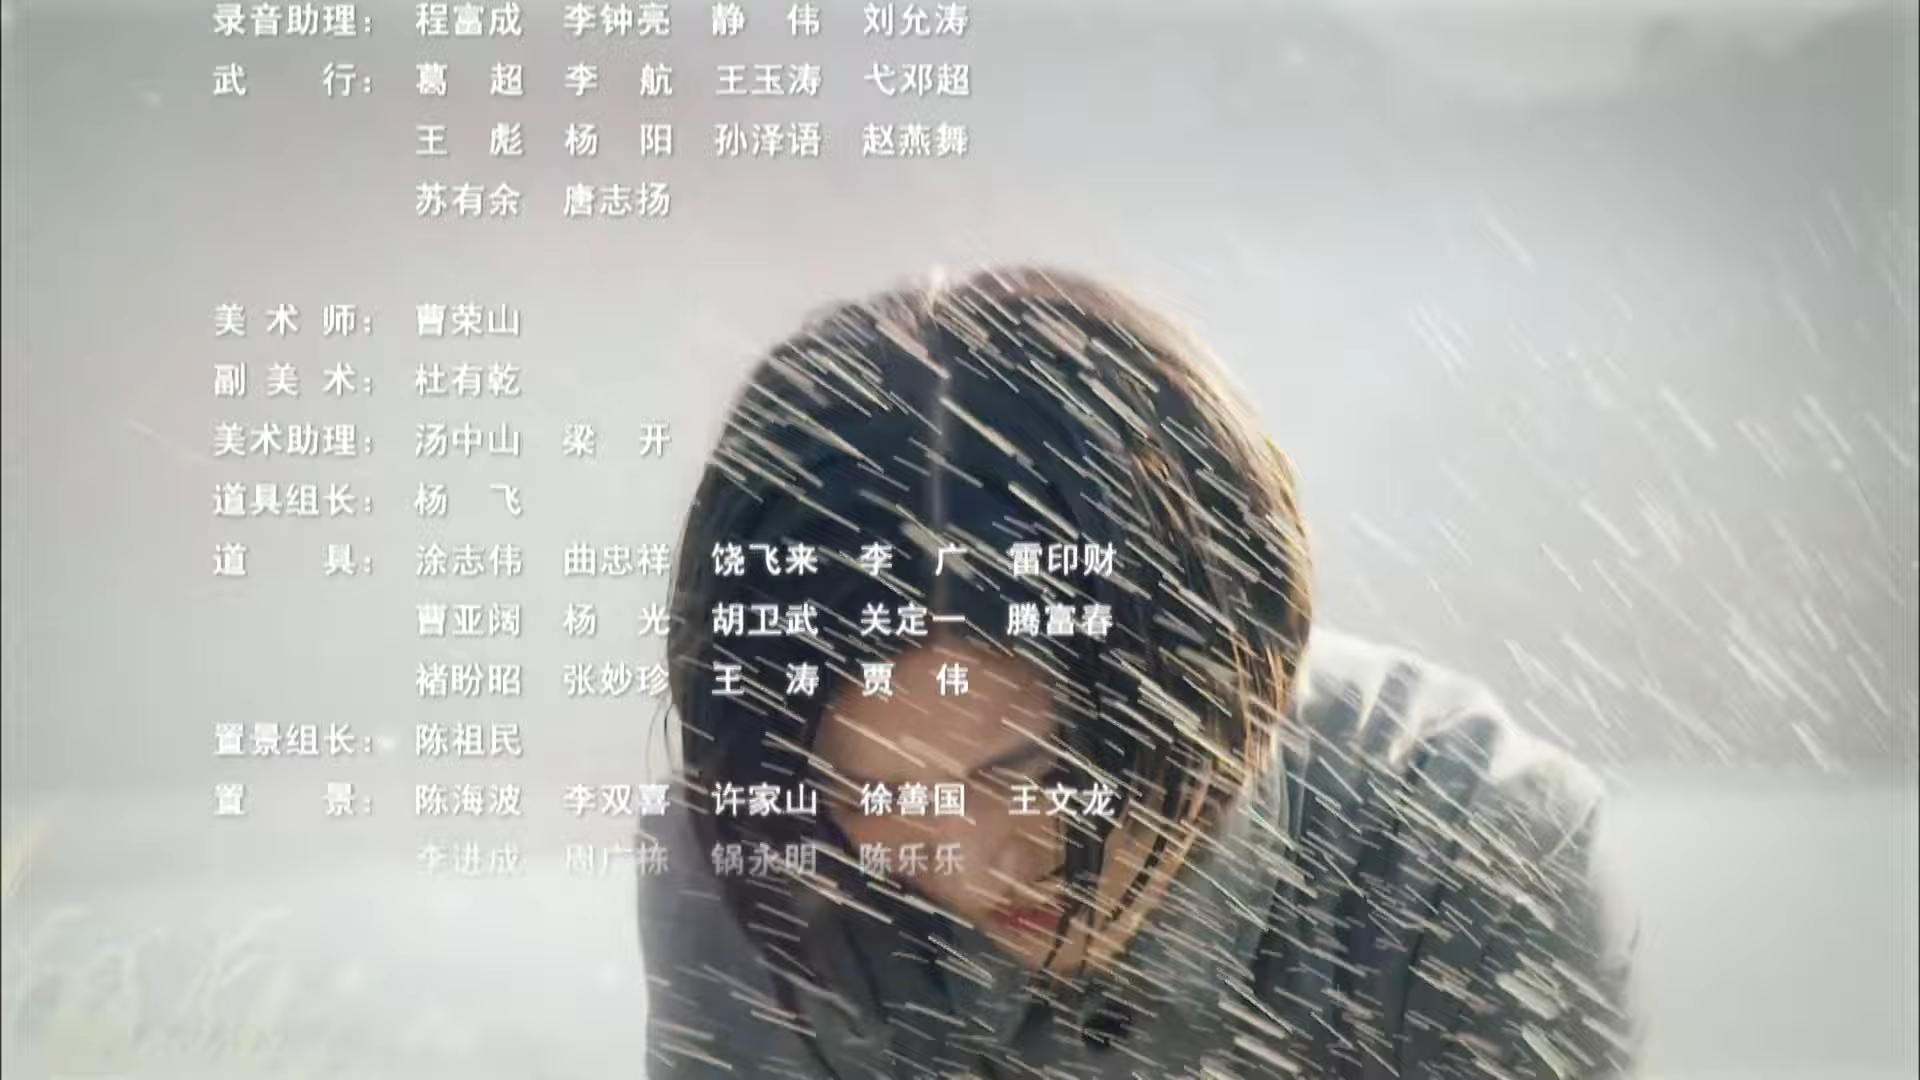 录音助理： 程富成 李钟亮 静 伟 刘允涛
武 行： 葛 超 李 航 王玉涛 弋邓超
王 彪 杨 阳 孙泽语 赵燕舞
苏有余 唐志扬
美 术 师： 曹荣山
副 美 术： 杜有乾
美术助理： 汤中山 梁 开
道具组长： 杨 飞
道 具： 涂志伟 曲忠祥 饶飞来 李 广 雷印财
曹亚阔 杨 光 胡卫武 关定一 腾富春
褚盼昭 张妙珍 王 涛 贾 伟
置景组长： 陈祖民
置 景： 陈海波 李双喜 许家山 徐善国 王文龙
李进成 周广栋 锅永明 陈乐乐